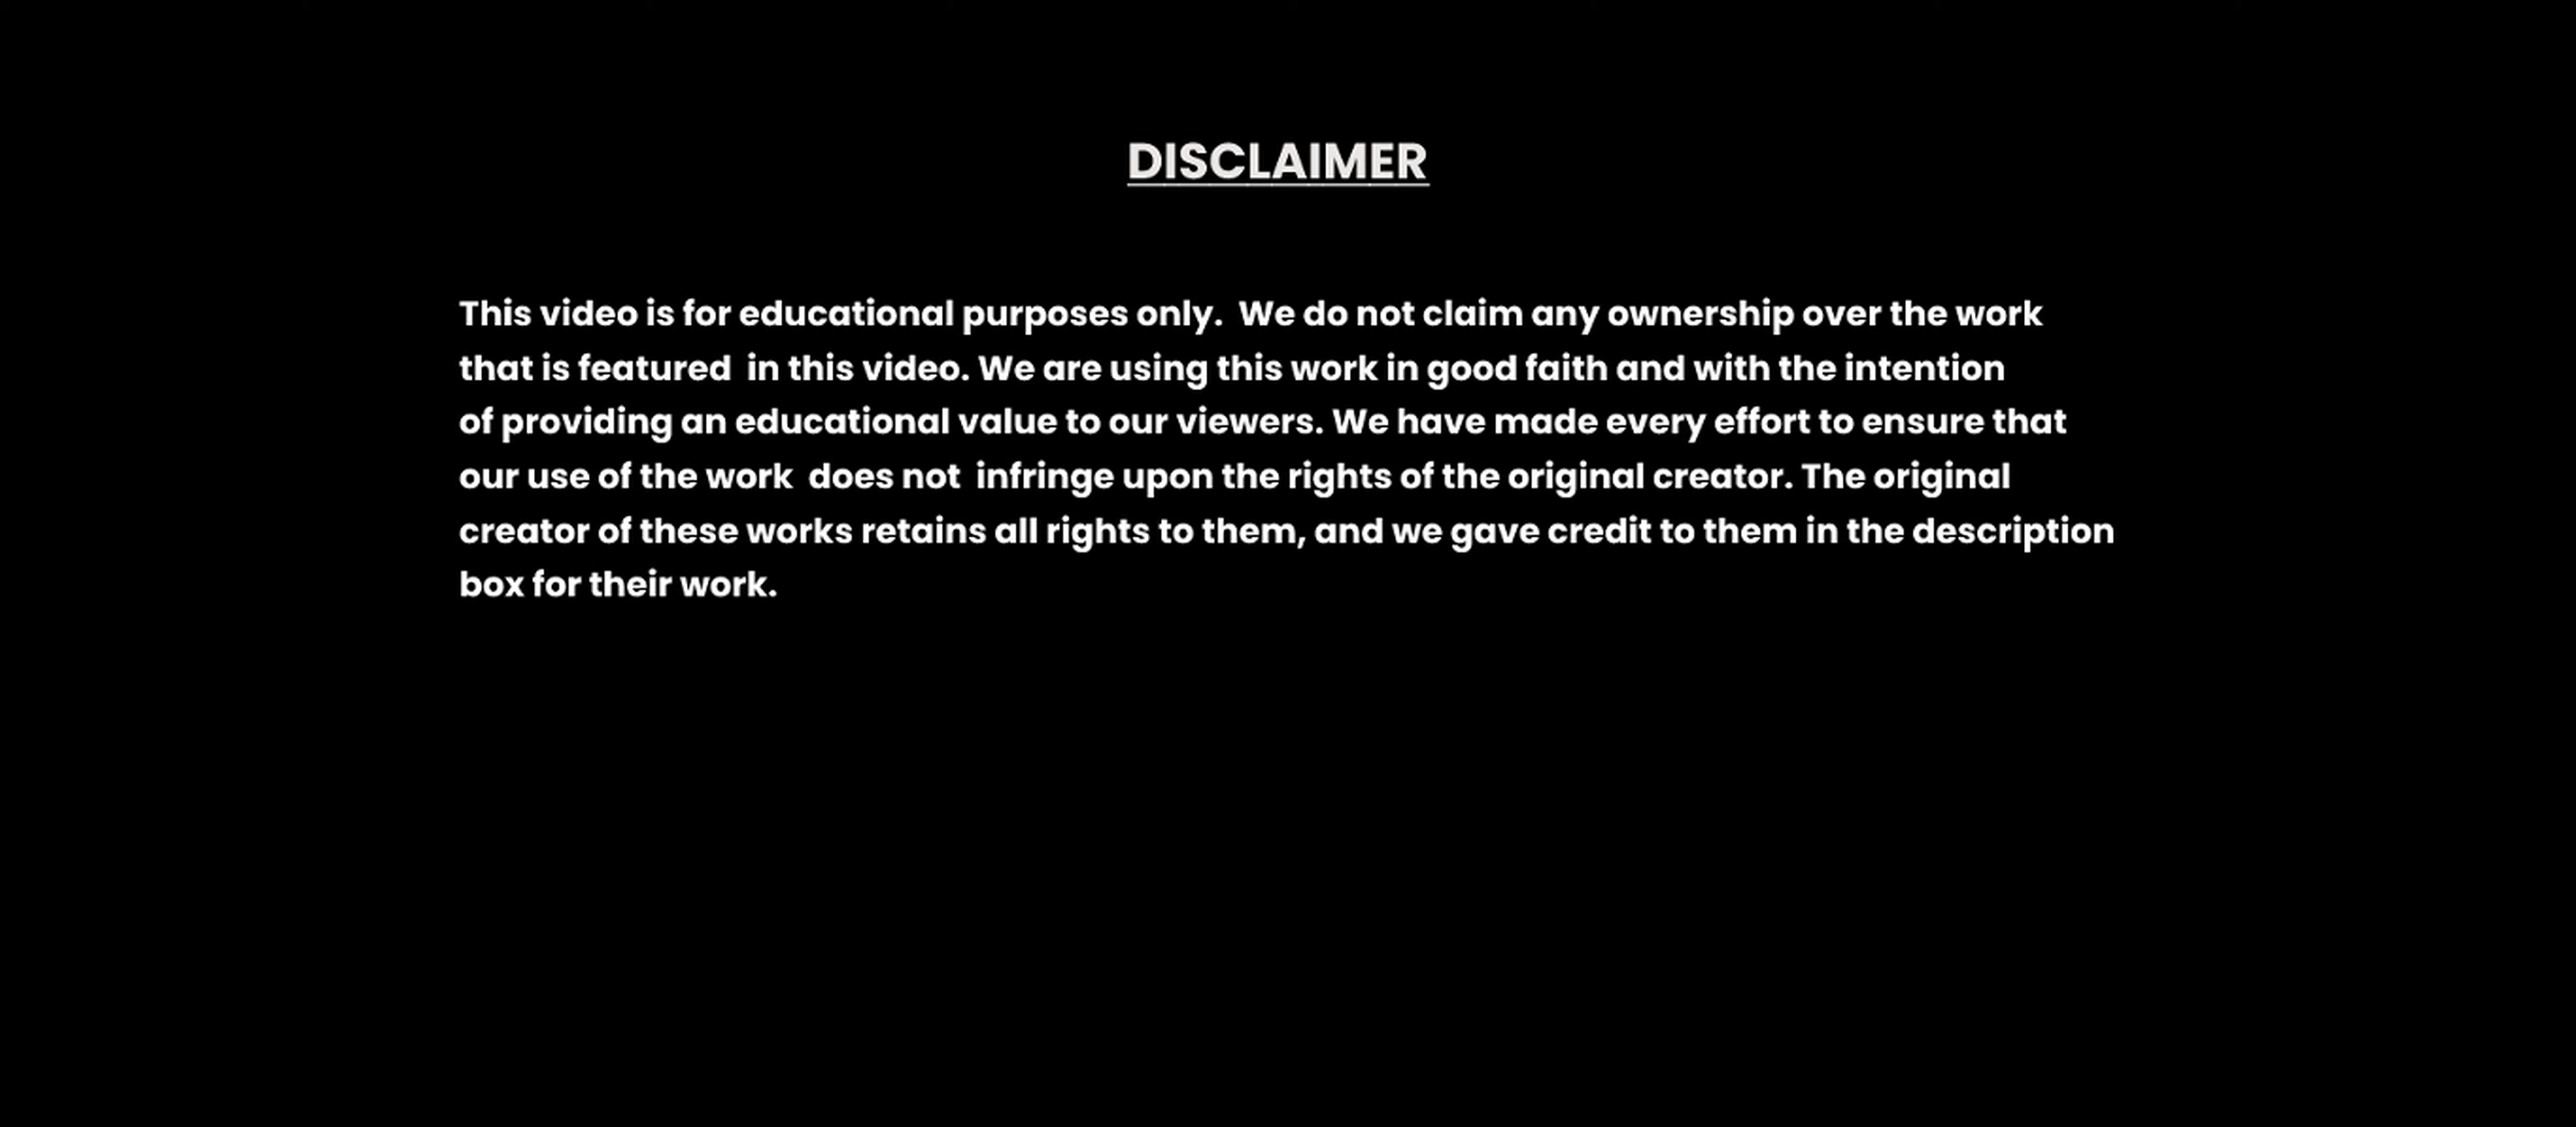 DISCLAIMER
This video is for educational purposes only.  We do not claim any ownership over the work
that is featured  in this video. We are using this work in good faith and with the intention
of providing an educational value to our viewers. We have made every effort to ensure that
our use of the work  does not  infringe upon the rights of the original creator. The original
creator of these works retains all rights to them, and we gave credit to them in the description
box for their work.